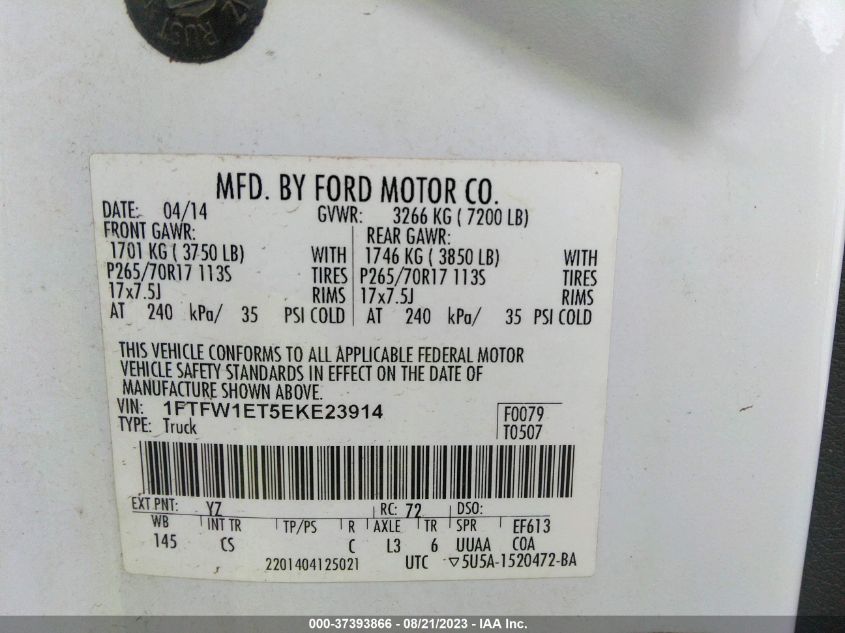 RUST
MFD. BY FORD MOTOR CO.
DATE: 04/14 GVWR: 3266 KG ( 7200 LB)
FRONT GAWR: REAR GAWR:
1701 KG ( 3750 LB) WITH 1746 KG ( 3850 LB) WITH
P265/70R17 113S TIRES P265/70R17 113S TIRES
17x7.5J RIMS 17x7.5J RIMS
AT 240 kPa/ 35 PSI COLD AT 240 kPa/ 35 PSI COLD
THIS VEHICLE CONFORMS TO ALL APPLICABLE FEDERAL MOTOR
VEHICLE SAFETY STANDARDS IN EFFECT ON THE DATE OF
MANUFACTURE SHOWN ABOVE.
VIN: 1FTFW1ET5EKE23914 F0079
TYPE: Truck T0507
EXT PNT: YZ RC: 72 DSO:
WB INT TR TP/PS R AXLE TR SPR EF613
145 CS C L3 6 UUAA COA
2201404125021 UTC ▽5U5A-1520472-BA
000-37393866 - 08/21/2023 - IAA Inc.